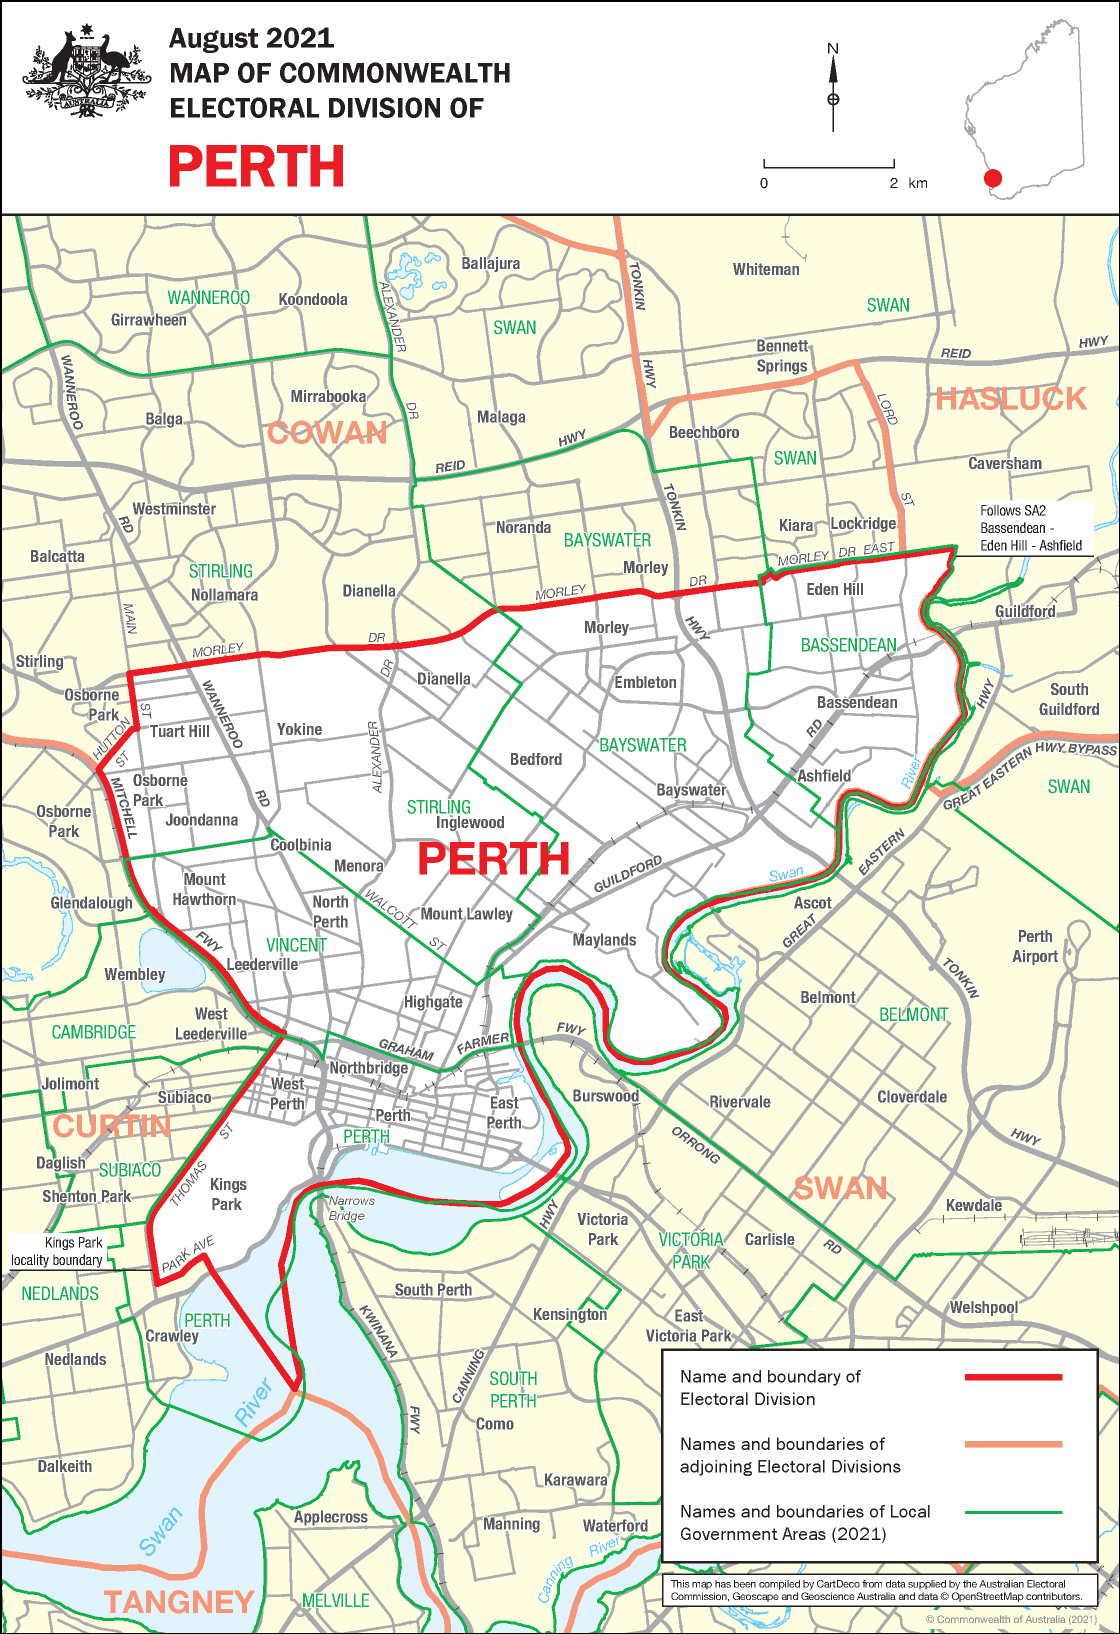 August 2021
MAP OF COMMONWEALTH
ELECTORAL DIVISION OF
PERTH
AUSTRALIA
N
0 2 km
Ballajura
Whiteman
WANNEROO
Koondoola
Girrawheen
ALEXANDER
DR
SWAN
TONKIN
HWY
SWAN
Bennett
Springs
REID
HWY
WANNEROO
RD
Mirrabooka
Balga
COWAN
Malaga
HASLUCK
LORD
ST
Beechboro
REID
HWY
SWAN
Caversham
Westminster
TONKIN
HWY
Noranda
BAYSWATER
Kiara
Lockridge
Follows SA2
Bassendean -
Eden Hill - Ashfield
Balcatta
STIRLING
Nollamara
Dianella
Morley
MORLEY DR EAST
MORLEY
DR
Eden Hill
Guildford
MAIN
ST
MORLEY
DR
DR
Morley
BASSENDEAN
Stirling
Osborne
Park
WANNEROO
RD
Dianella
Embleton
Bassendean
South
Guildford
HWY
HUTTON
ST
Tuart Hill
Yokine
ALEXANDER
BAYSWATER
RD
Bedford
HWY BYPASS
GREAT EASTERN
River
Ashfield
Osborne
Park
MITCHELL
Bayswater
SWAN
Osborne
Park
Joondanna
STIRLING
Inglewood
Coolbinia
PERTH
Menora
GUILDFORD
EASTERN
Swan
Mount
Hawthorn
Glendalough
North
Perth
WALCOTT
ST
Mount Lawley
Ascot
FWY
VINCENT
Maylands
GREAT
Perth
Airport
Leederville
Wembley
TONKIN
Highgate
Belmont
BELMONT
West
Leederville
CAMBRIDGE
GRAHAM
FARMER
FWY
Northbridge
Jolimont
Subiaco
West
Perth
Perth
East
Perth
Burswood
Rivervale
Cloverdale
CURTIN
ST
PERTH
ORRONG
HWY
Daglish
SUBIACO
Shenton Park
THOMAS
Kings
Park
SWAN
Narrows
Bridge
HWY
Kewdale
Kings Park
locality boundary
PARK AVE
Victoria
Park
VICTORIA
PARK
Carlisle
RD
NEDLANDS
South Perth
PERTH
Crawley
KWINANA
Kensington
East
Victoria Park
Welshpool
Nedlands
CANNING
SOUTH
PERTH
River
FWY
Como
Dalkeith
Karawara
Swan
Applecross
Manning
Waterford
Canning River
TANGNEY
MELVILLE
Name and boundary of
Electoral Division
Names and boundaries of
adjoining Electoral Divisions
Names and boundaries of Local
Government Areas (2021)
This map has been compiled by CartDeco from data supplied by the Australian Electoral
Commission, Geoscape and Geoscience Australia and data © OpenStreetMap contributors.
© Commonwealth of Australia (2021)